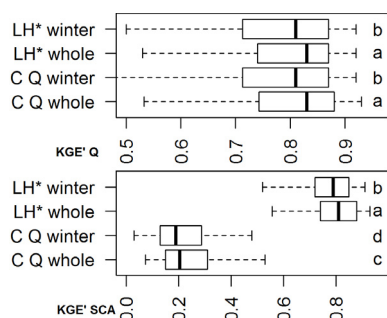 LH* winter b
LH* whole a
C Q winter b
C Q whole a
KGE' Q 0.5 0.6 0.7 0.8 0.9
LH* winter b
LH* whole a
C Q winter d
C Q whole c
KGE' SCA 0.0 0.2 0.4 0.6 0.8